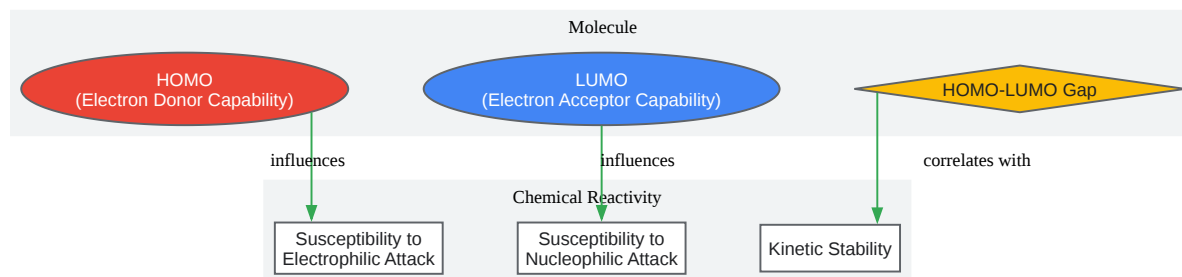 Molecule
HOMO
(Electron Donor Capability)
LUMO
(Electron Acceptor Capability)
HOMO-LUMO Gap
influences
influences
correlates with
Chemical Reactivity
Susceptibility to
Electrophilic Attack
Susceptibility to
Nucleophilic Attack
Kinetic Stability